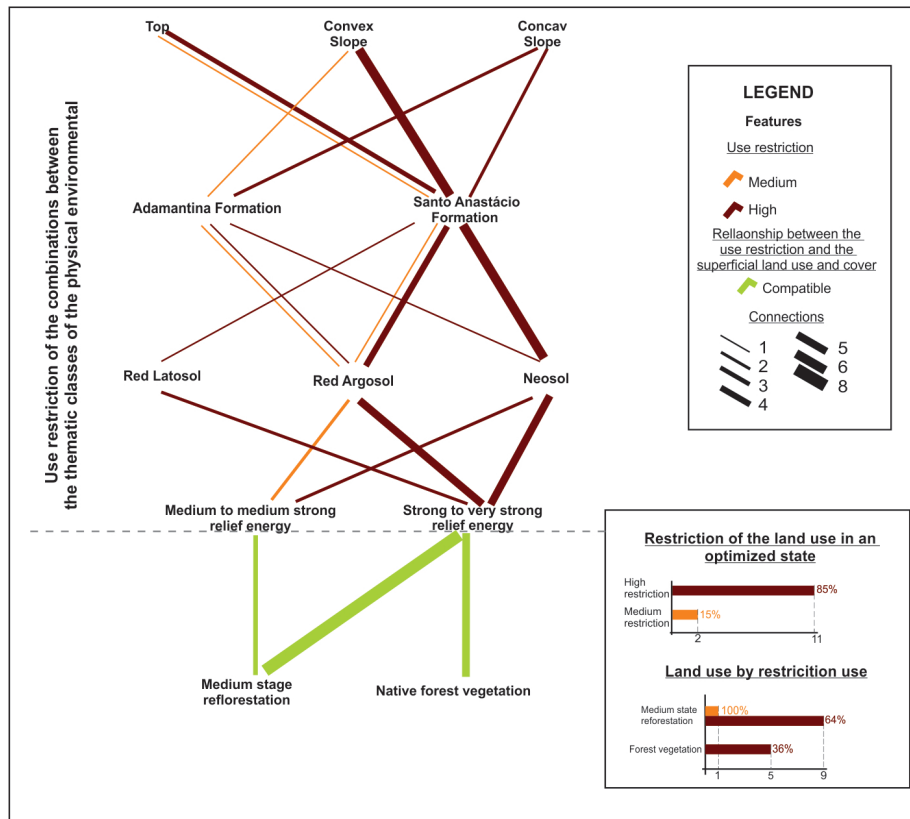 Top
Convex
Slope
Concav
Slope
Use restriction of the combinations between
the thematic classes of the physical environmental
Adamantina Formation
Santo Anastácio
Formation
Red Latosol
Red Argosol
Neosol
Medium to medium strong
relief energy
Strong to very strong
relief energy
Medium stage
reflorestation
Native forest vegetation
LEGEND
Features
Use restriction
Medium
High
Rellaonship between the
use restriction and the
superficial land use and cover
Compatible
Connections
1
2
3
4
5
6
8
Restriction of the land use in an
optimized state
High
restriction
85%
Medium
restriction
15%
2
11
Land use by restricition use
Medium state
reforestation
100%
64%
Forest vegetation
36%
1
5
9